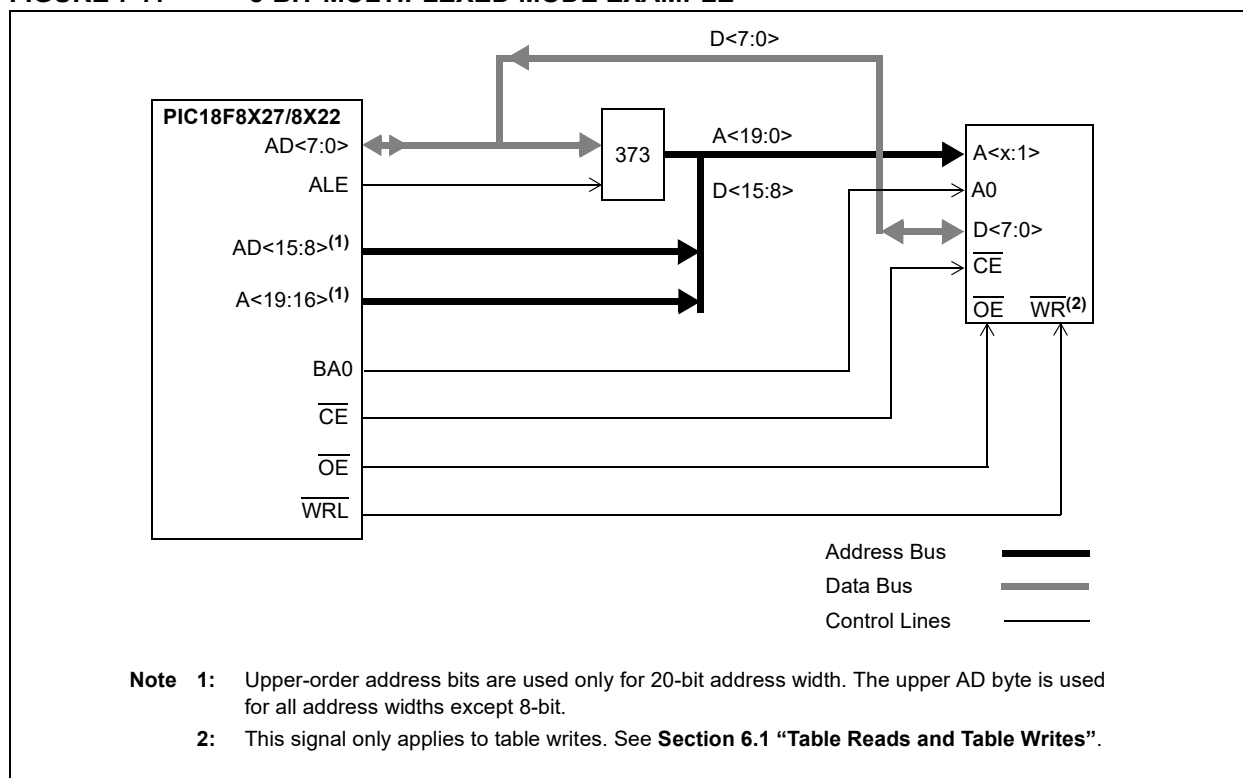 D<7:0>
PIC18F8X27/8X22
AD<7:0>
373
A<19:0>
A<x:1>
ALE
D<15:8>
A0
AD<15:8>(1)
D<7:0>
CE
A<19:16>(1)
OE WR(2)
BA0
CE
OE
WRL
Address Bus
Data Bus
Control Lines
Note 1: Upper-order address bits are used only for 20-bit address width. The upper AD byte is used
for all address widths except 8-bit.
2: This signal only applies to table writes. See Section 6.1 “Table Reads and Table Writes”.